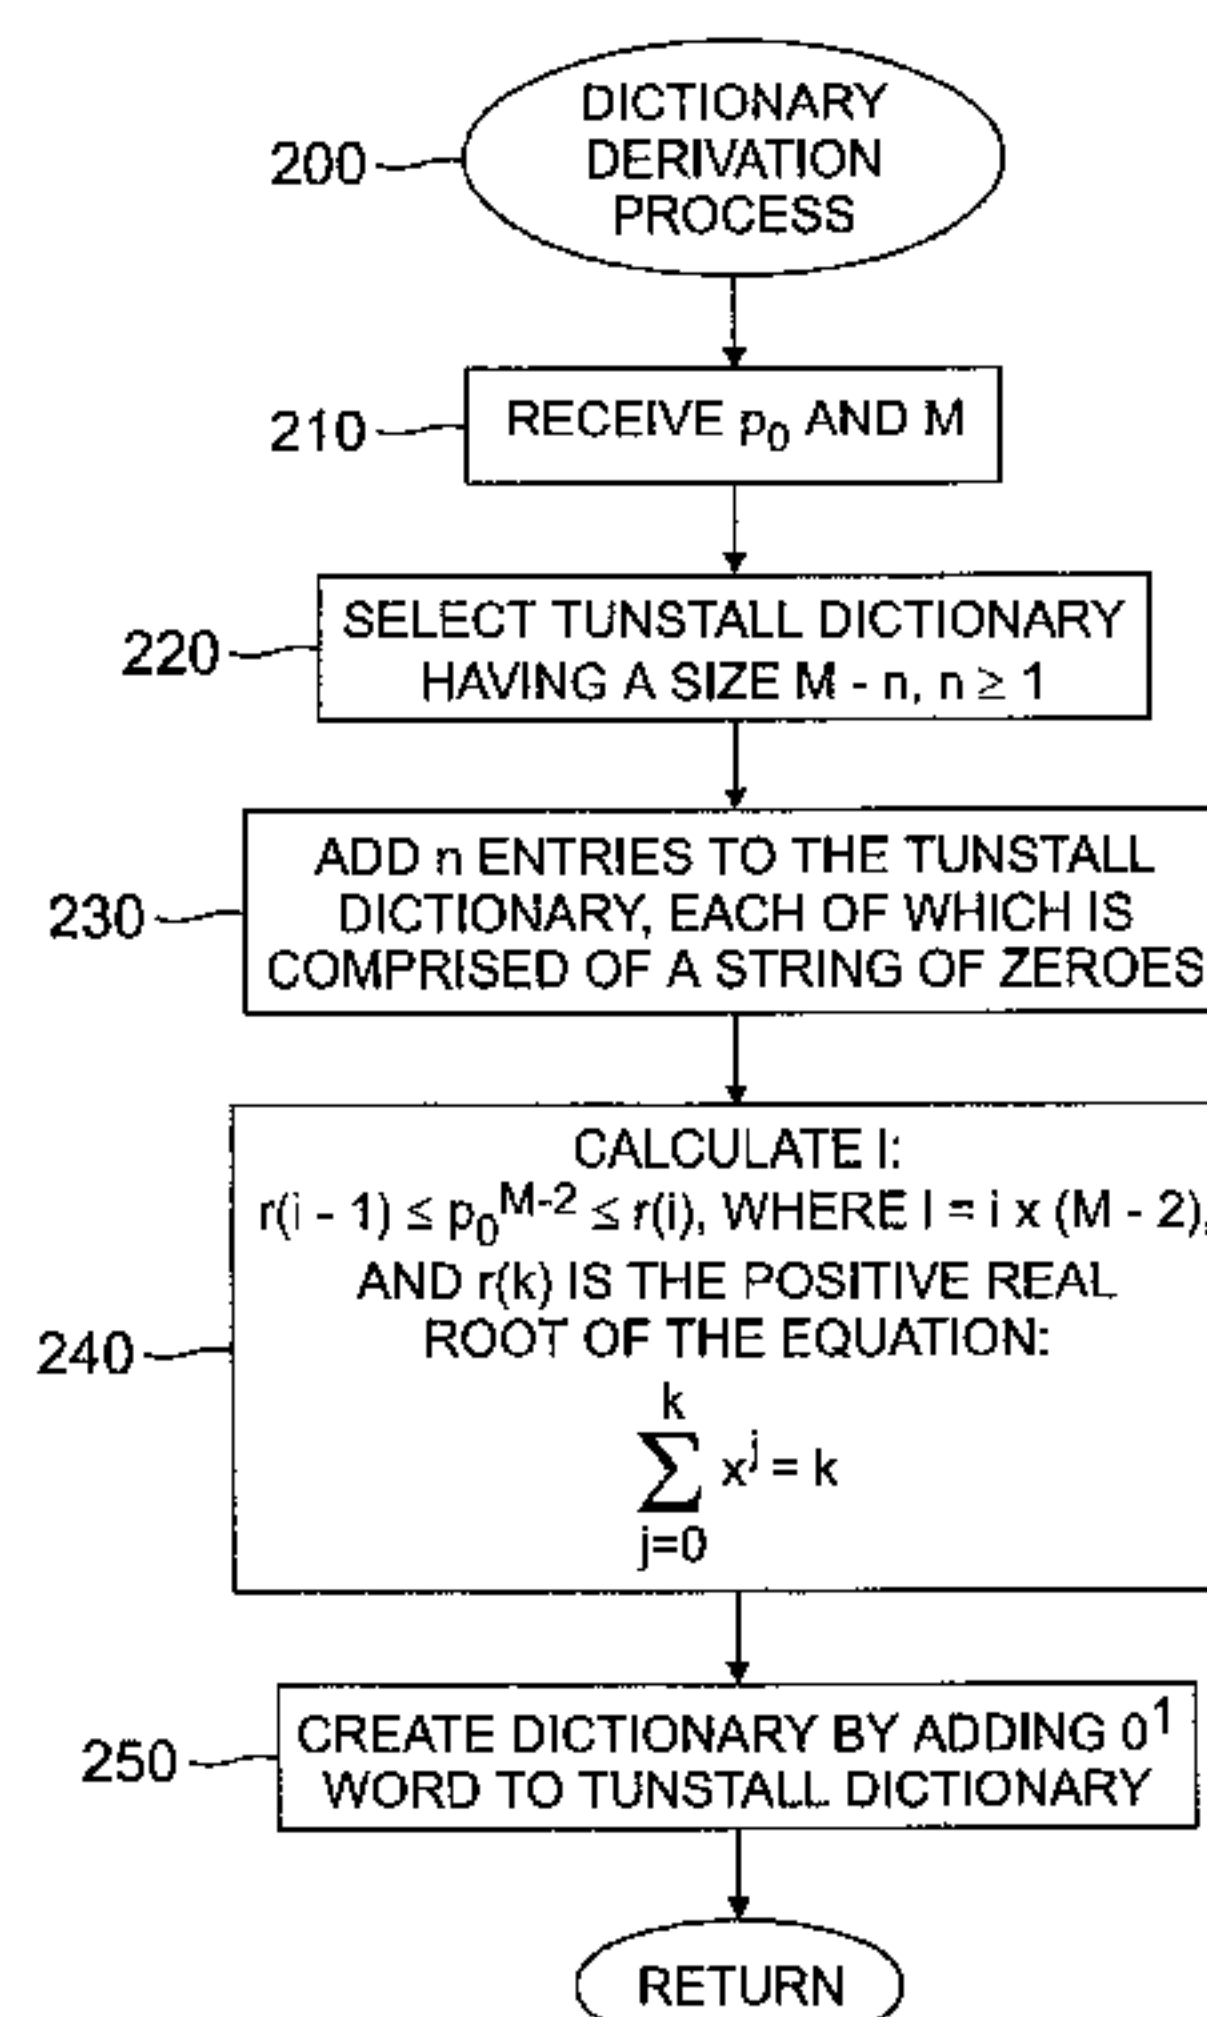 DICTIONARY
DERIVATION
PROCESS
200
RECEIVE p₀ AND M
210
SELECT TUNSTALL DICTIONARY
HAVING A SIZE M - n, n ≥ 1
220
ADD n ENTRIES TO THE TUNSTALL
DICTIONARY, EACH OF WHICH IS
COMPRISED OF A STRING OF ZEROES
230
CALCULATE l:
r(i - 1) ≤ p₀^M-2 ≤ r(i), WHERE l = i x (M - 2),
AND r(k) IS THE POSITIVE REAL
ROOT OF THE EQUATION:
k
∑ x^j = k
j=0
240
CREATE DICTIONARY BY ADDING 0^1
WORD TO TUNSTALL DICTIONARY
250
RETURN